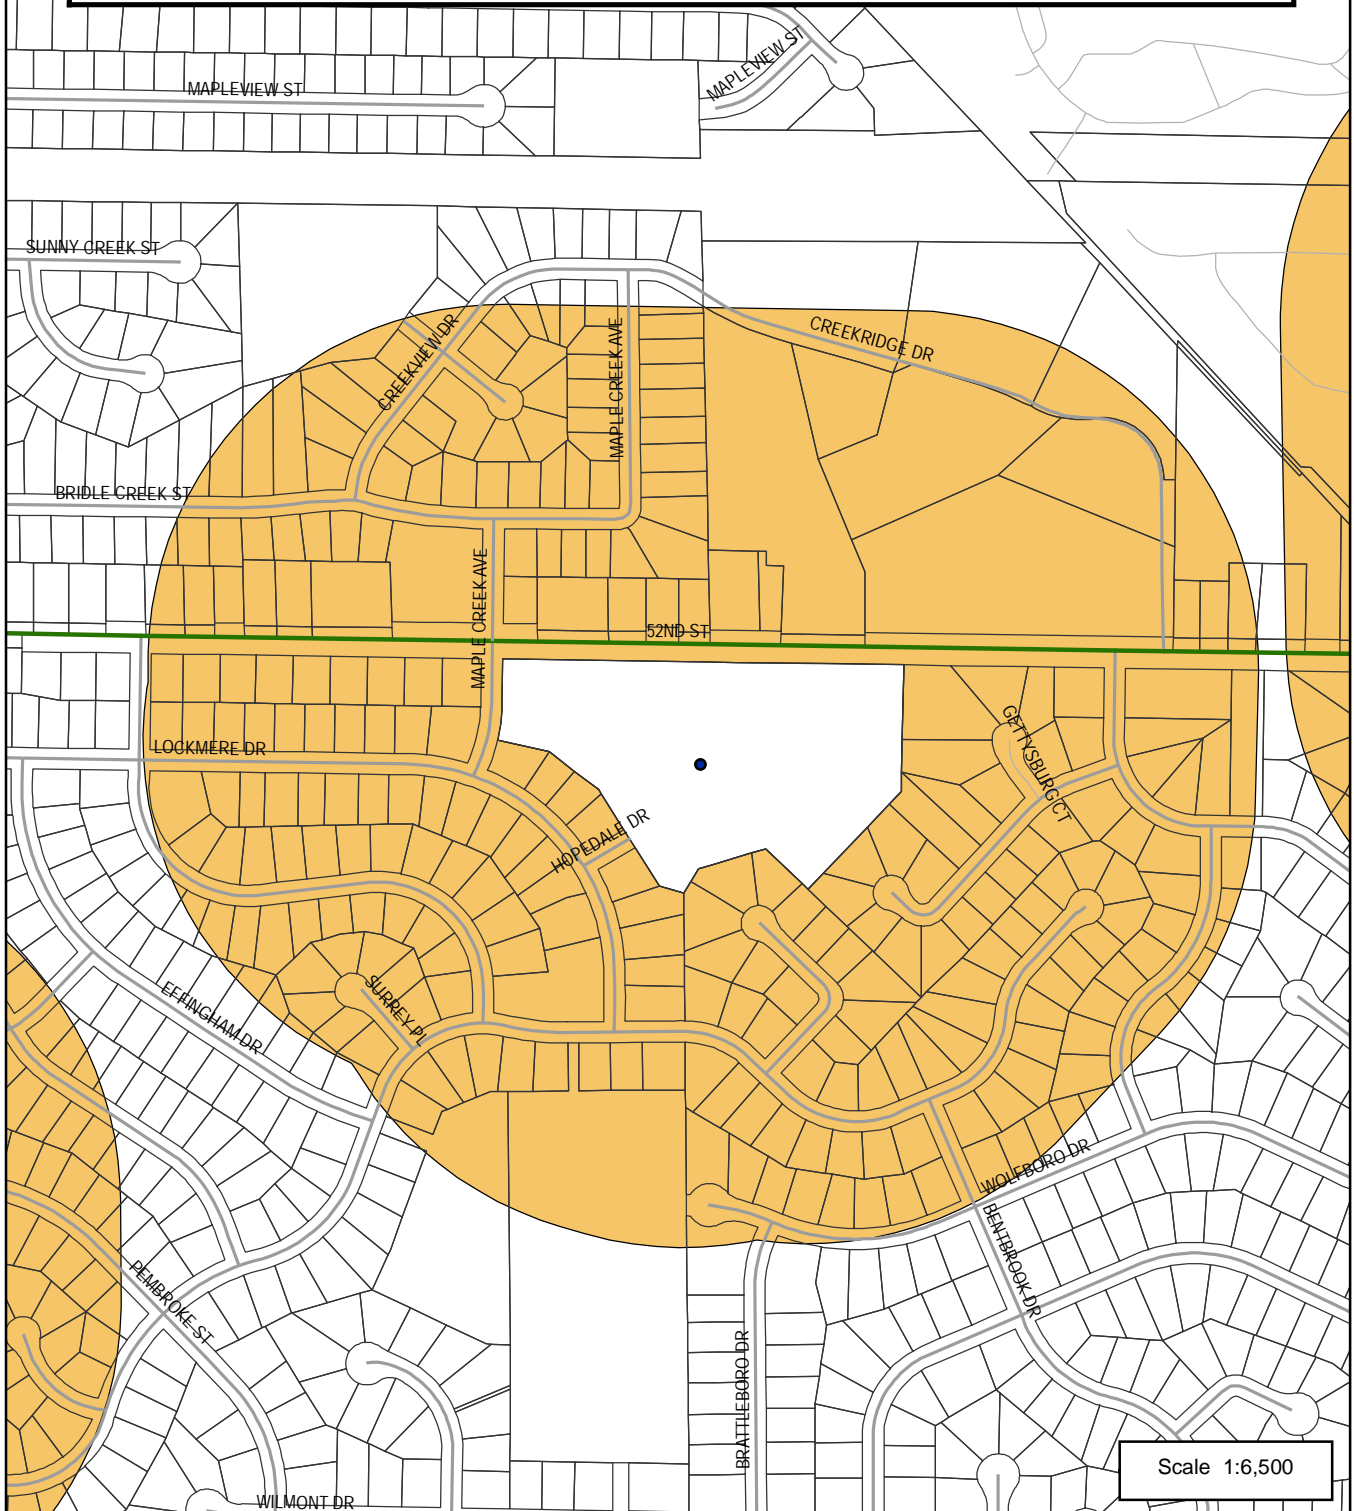 MAPLEVIEW ST
MAPLEVIEW ST
SUNNY CREEK ST
CREEKVIEW DR
MAPLE CREEK AVE
CREEKRIDGE DR
BRIDLE CREEK ST
MAPLE CREEK AVE
52ND ST
LOCKMERE DR
GETTYSBURG CT
HOPEDALE DR
EFFINGHAM DR
SURREY PL
WOLFBORO DR
BENTBROOK DR
PEMBROKE ST
BRATTLEBORO DR
Scale 1:6,500
WILMONT DR